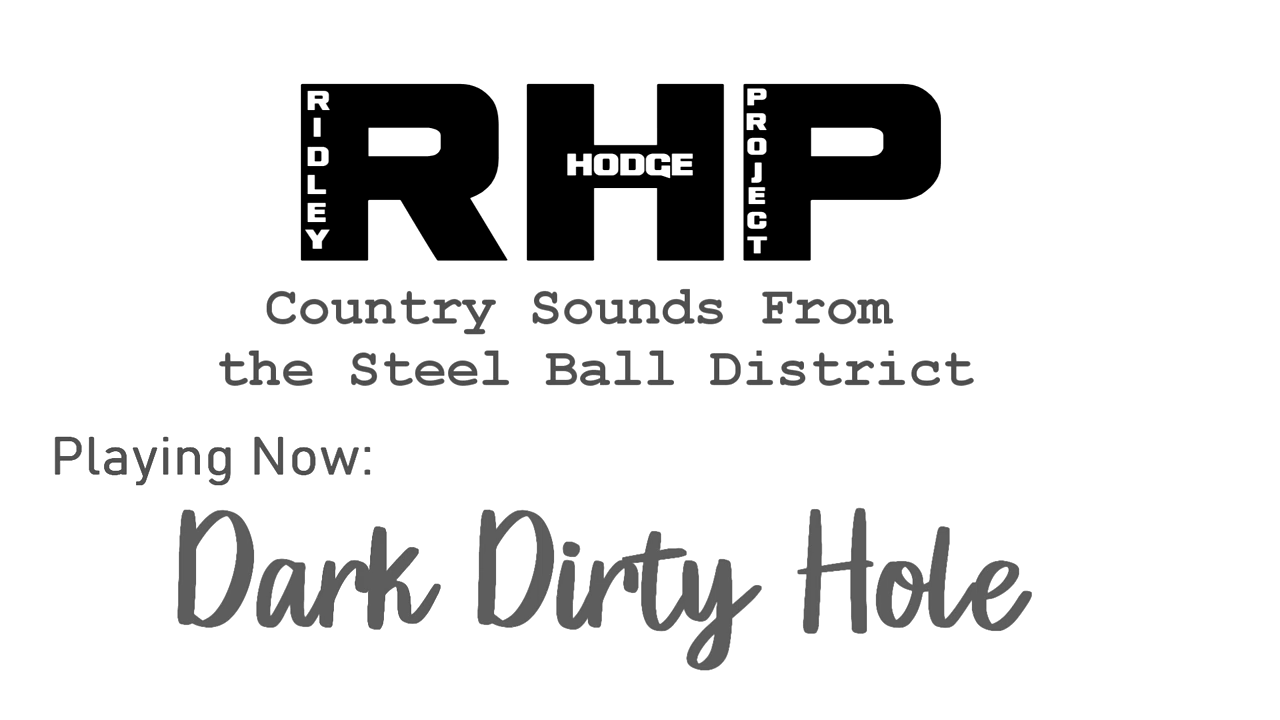 RHP
RIDLEY
HODGE
PROJECT
Country Sounds From
the Steel Ball District
Playing Now:
Dark Dirty Hole